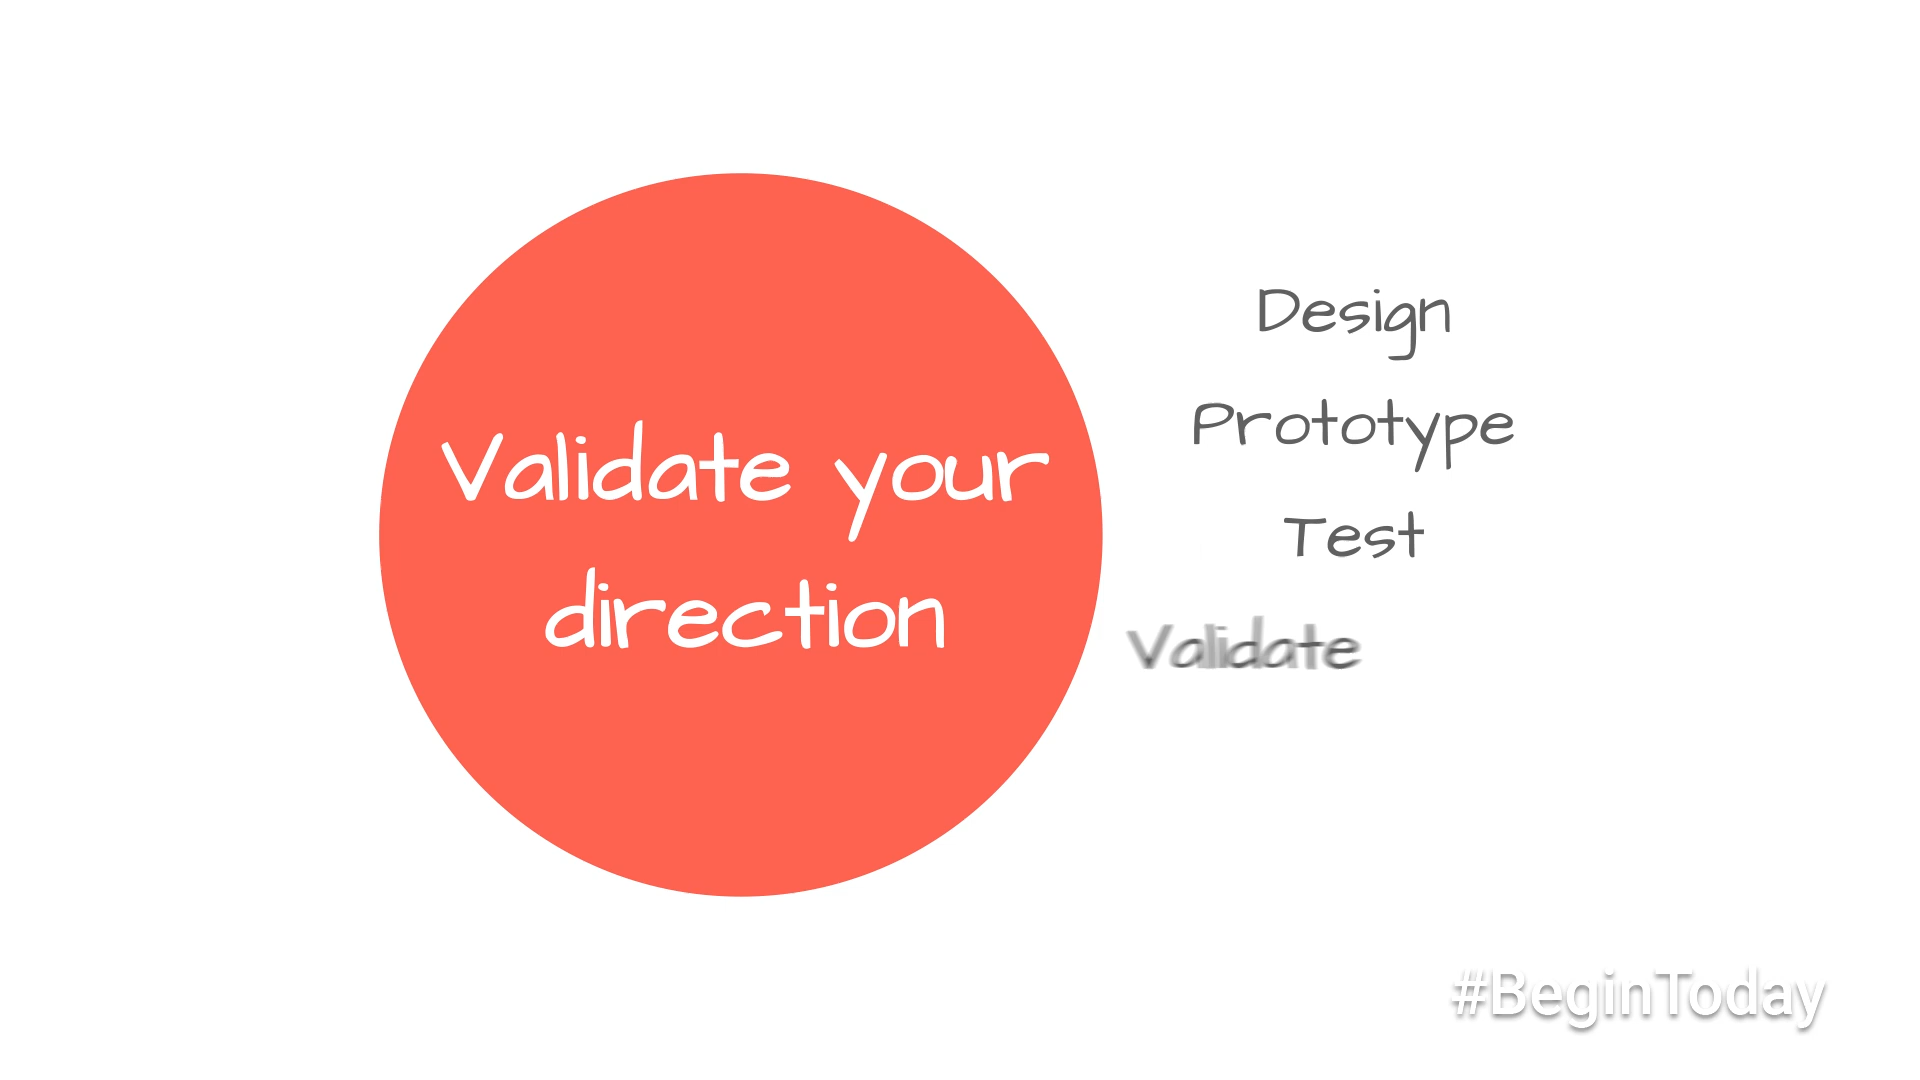 Validate your
direction
Design
Prototype
Test
Validate
#BeginToday